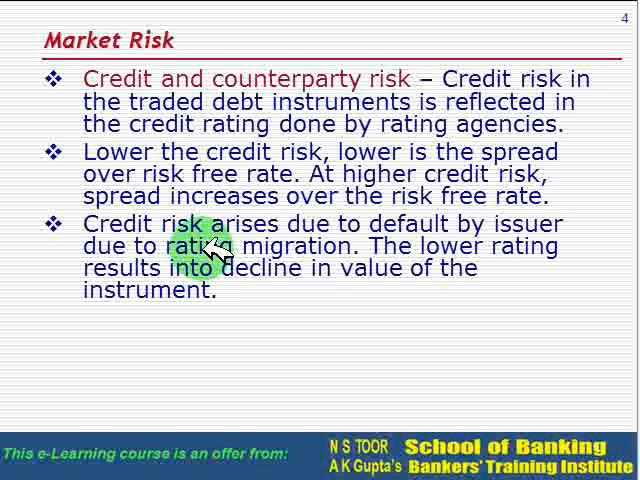 4
Market Risk
❖ Credit and counterparty risk – Credit risk in
the traded debt instruments is reflected in
the credit rating done by rating agencies.
❖ Lower the credit risk, lower is the spread
over risk free rate. At higher credit risk,
spread increases over the risk free rate.
❖ Credit risk arises due to default by issuer
due to rating migration. The lower rating
results into decline in value of the
instrument.
This e-Learning course is an offer from:
N S TOOR School of Banking
A K Gupta's Bankers' Training Institute